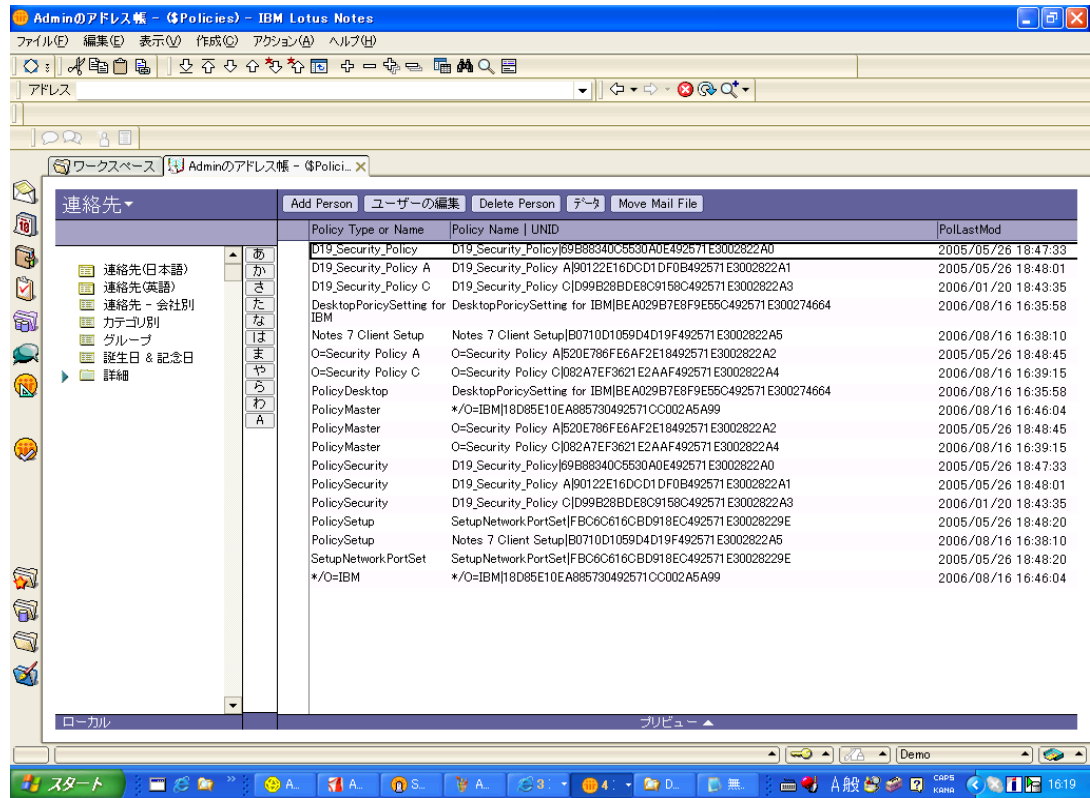 Adminのアドレス帳 - ($Policies) - IBM Lotus Notes
ファイル(F) 編集(E) 表示(V) 作成(C) アクション(A) ヘルプ(H)
アドレス
ワークスペース
Adminのアドレス帳 - ($Polici...
連絡先
Add Person ユーザーの編集 Delete Person データ Move Mail File
Policy Type or Name Policy Name | UNID PolLastMod
連絡先(日本語)
連絡先(英語)
連絡先 - 会社別
カテゴリ別
グループ
誕生日 & 記念日
詳細
あ
か
さ
た
な
は
ま
や
ら
わ
A
D19_Security_Policy D19_Security_Policy|69B88340C5530A0E492571E3002822A0 2005/05/26 18:47:33
D19_Security_Policy A D19_Security_Policy A|90122E16DCD1DF0B492571E3002822A1 2005/05/26 18:48:01
D19_Security_Policy C D19_Security_Policy C|D99B28BDE8C9158C492571E3002822A3 2006/01/20 18:43:35
DesktopPoricySetting for IBM DesktopPoricySetting for IBM|BEA029B7E8F9E55C492571E300274664 2006/08/16 16:35:58
Notes 7 Client Setup Notes 7 Client Setup|B0710D1059D4D19F492571E3002822A5 2006/08/16 16:38:10
O=Security Policy A O=Security Policy A|520E786FE6AF2E18492571E3002822A2 2005/05/26 18:48:45
O=Security Policy C O=Security Policy C|082A7EF3621E2AAF492571E3002822A4 2006/08/16 16:39:15
PolicyDesktop DesktopPoricySetting for IBM|BEA029B7E8F9E55C492571E300274664 2006/08/16 16:35:58
PolicyMaster */O=IBM|18D85E10EA885730492571CC002A5A99 2006/08/16 16:46:04
PolicyMaster O=Security Policy A|520E786FE6AF2E18492571E3002822A2 2005/05/26 18:48:45
PolicyMaster O=Security Policy C|082A7EF3621E2AAF492571E3002822A4 2006/08/16 16:39:15
PolicySecurity D19_Security_Policy|69B88340C5530A0E492571E3002822A0 2005/05/26 18:47:33
PolicySecurity D19_Security_Policy A|90122E16DCD1DF0B492571E3002822A1 2005/05/26 18:48:01
PolicySecurity D19_Security_Policy C|D99B28BDE8C9158C492571E3002822A3 2006/01/20 18:43:35
PolicySetup SetupNetworkPortSet|FBC6C616CBD918EC492571E30028229E 2005/05/26 18:48:20
PolicySetup Notes 7 Client Setup|B0710D1059D4D19F492571E3002822A5 2006/08/16 16:38:10
SetupNetworkPortSet SetupNetworkPortSet|FBC6C616CBD918EC492571E30028229E 2005/05/26 18:48:20
*/O=IBM */O=IBM|18D85E10EA885730492571CC002A5A99 2006/08/16 16:46:04
ローカル プレビュー
Demo
スタート A... A... S... A... 3 4 D... 無... A 般 CAPS KANA 16:19